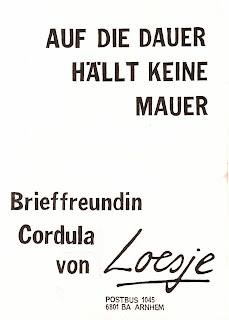 AUF DIE DAUER
HÄLLT KEINE
MAUER
Brieffreundin
Cordula
von Loesje
POSTBUS 1045
6801 BA ARNHEM